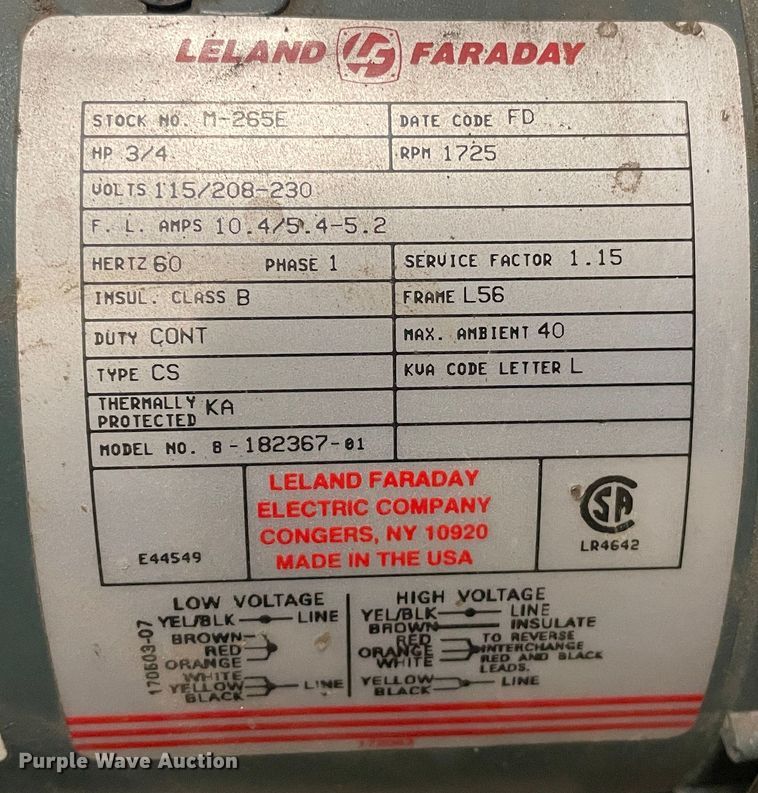 LELAND LF FARADAY
STOCK NO. M-265E DATE CODE FD
HP 3/4 RPM 1725
VOLTS 115/208-230
F. L. AMPS 10.4/5.4-5.2
HERTZ 60 PHASE 1 SERVICE FACTOR 1.15
INSUL. CLASS B FRAME L56
DUTY CONT MAX. AMBIENT 40
TYPE CS KVA CODE LETTER L
THERMALLY PROTECTED KA
MODEL NO. 8-182367-01
LELAND FARADAY
ELECTRIC COMPANY
CONGERS, NY 10920
MADE IN THE USA
E44549
CSA
LR4642
170603-07
LOW VOLTAGE
YEL/BLK LINE
BROWN
RED
ORANGE
WHITE
YELLOW LINE
BLACK
HIGH VOLTAGE
YEL/BLK LINE
BROWN INSULATE
RED TO REVERSE
ORANGE INTERCHANGE
WHITE RED AND BLACK
LEADS.
YELLOW LINE
BLACK
Purple Wave Auction